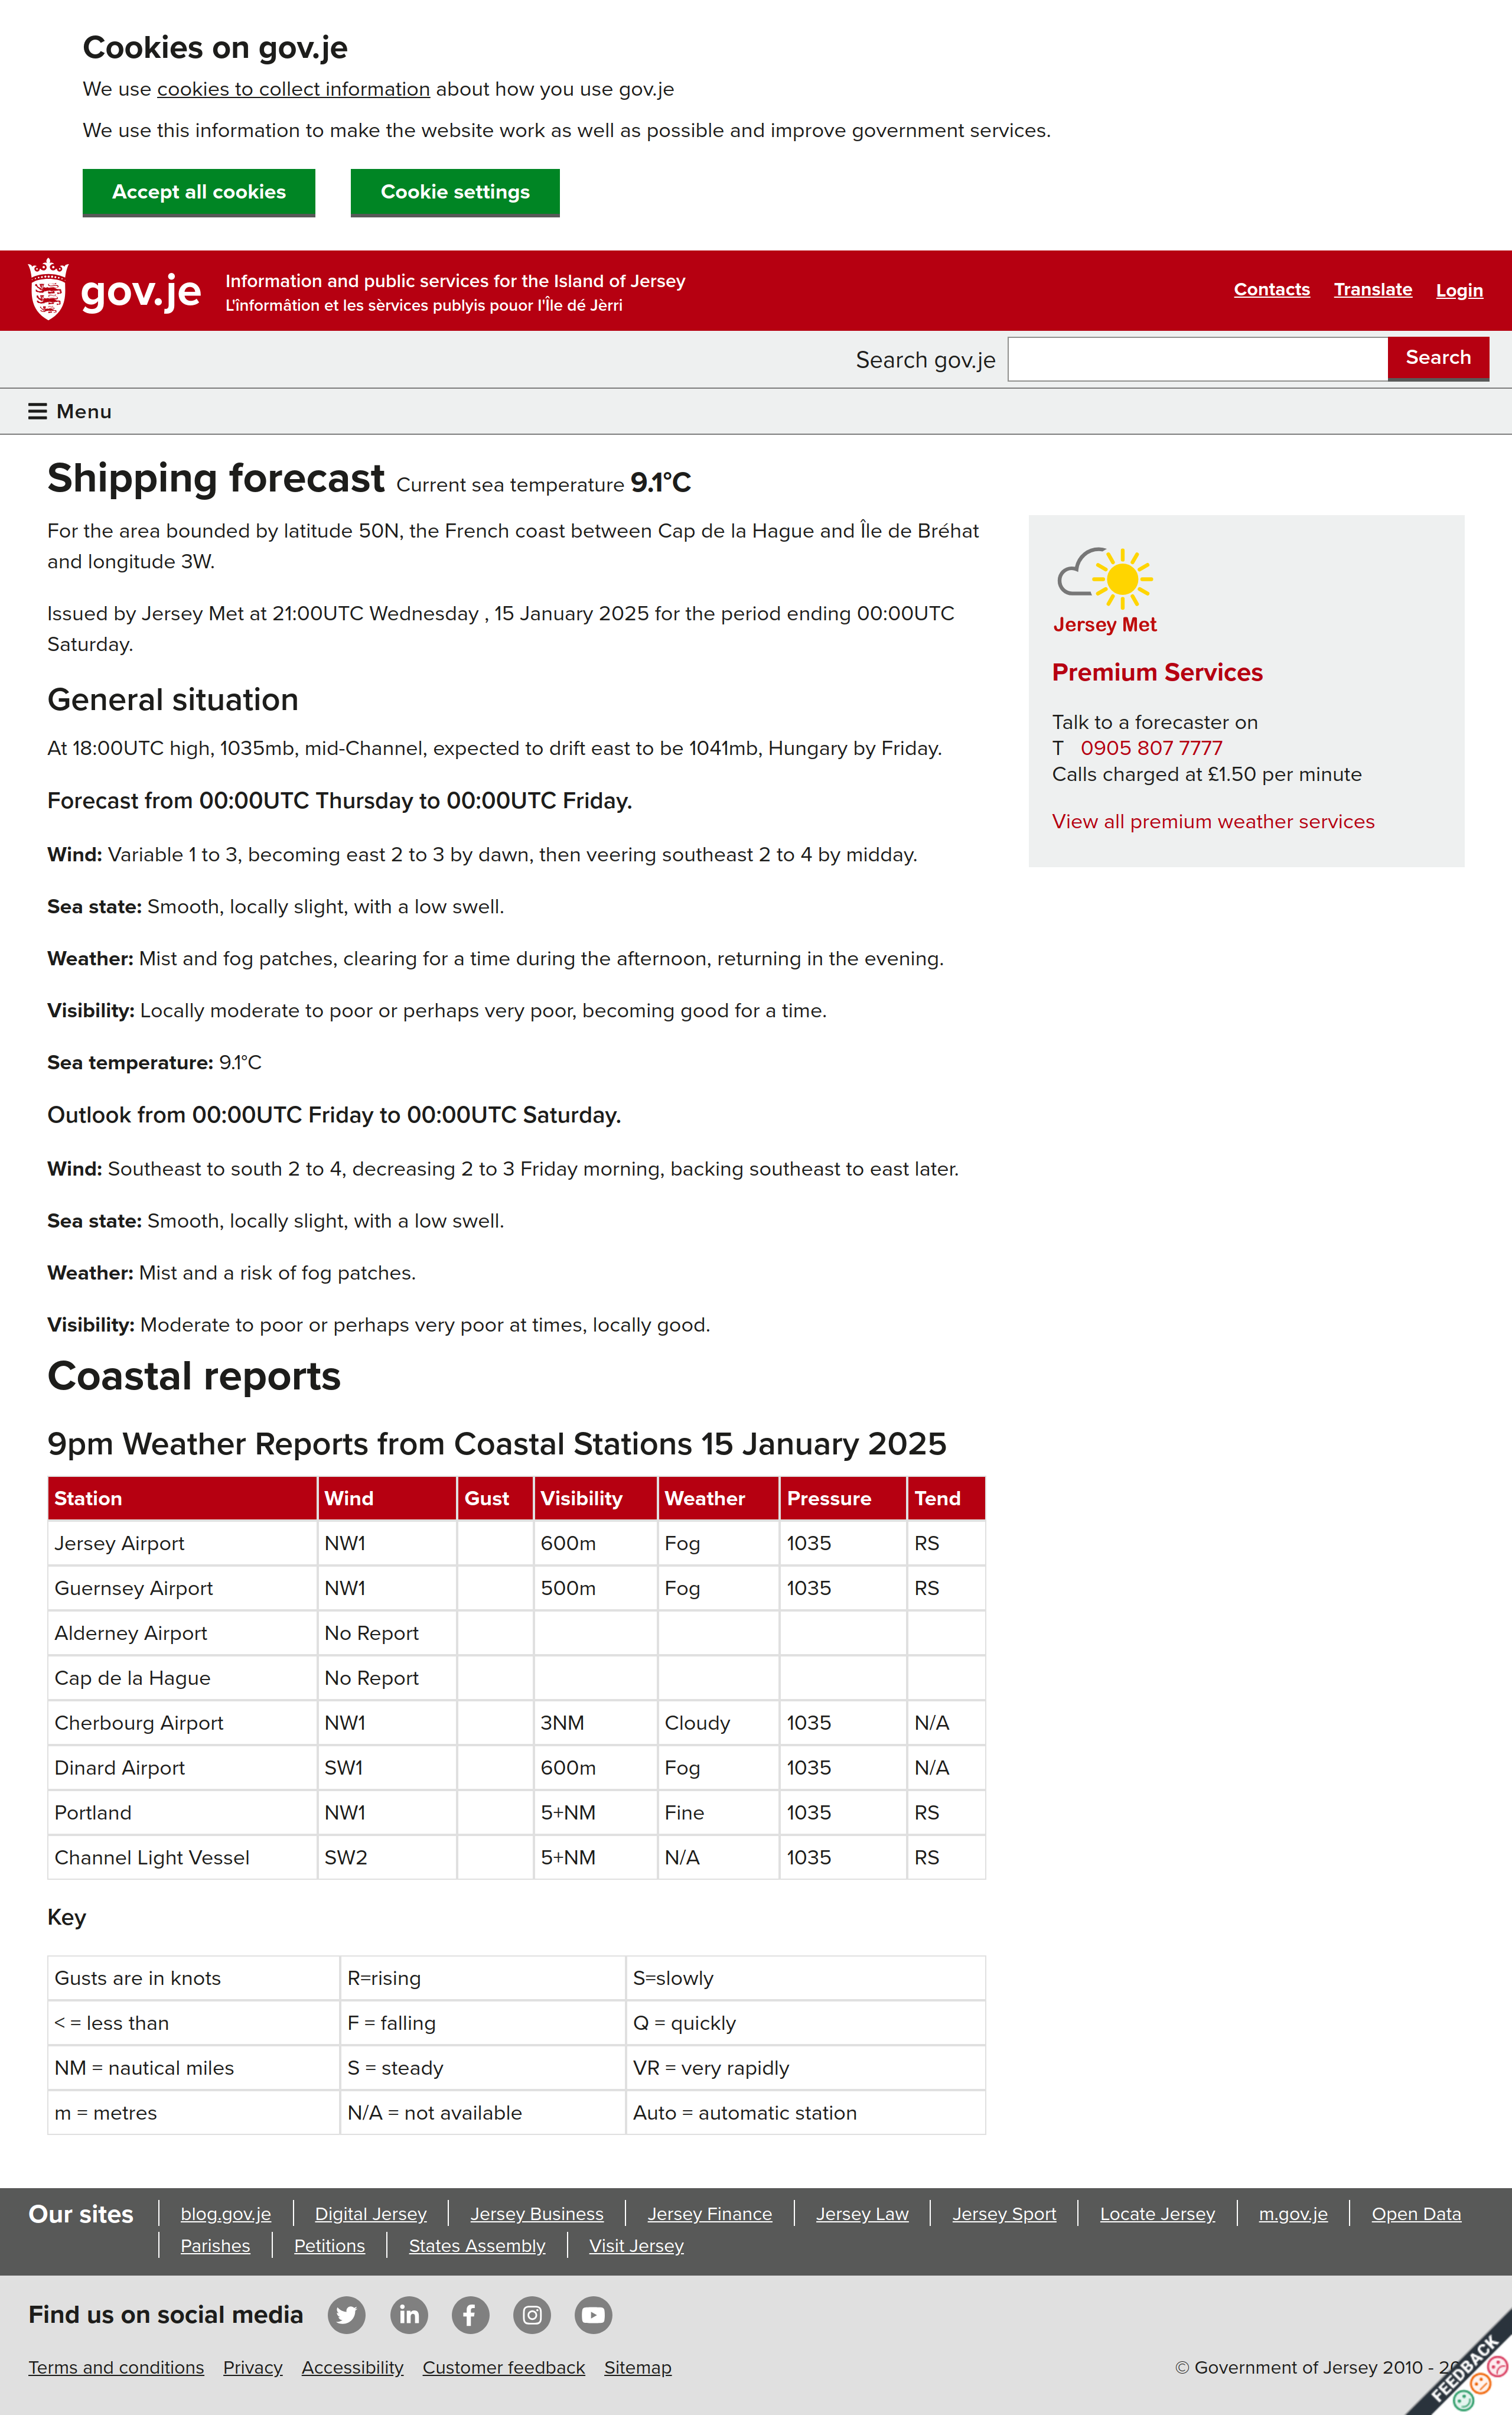 Cookies on gov.je
We use cookies to collect information about how you use gov.je
We use this information to make the website work as well as possible and improve government services.
Accept all cookies
Cookie settings
gov.je
Information and public services for the Island of Jersey
L'înformâtion et les sèrvices publyis pouor l'Île dé Jèrri
Contacts
Translate
Login
Search gov.je
Search
Menu
Shipping forecast Current sea temperature 9.1°C
For the area bounded by latitude 50N, the French coast between Cap de la Hague and Île de Bréhat
and longitude 3W.
Issued by Jersey Met at 21:00UTC Wednesday , 15 January 2025 for the period ending 00:00UTC
Saturday.
General situation
At 18:00UTC high, 1035mb, mid-Channel, expected to drift east to be 1041mb, Hungary by Friday.
Forecast from 00:00UTC Thursday to 00:00UTC Friday.
Wind: Variable 1 to 3, becoming east 2 to 3 by dawn, then veering southeast 2 to 4 by midday.
Sea state: Smooth, locally slight, with a low swell.
Weather: Mist and fog patches, clearing for a time during the afternoon, returning in the evening.
Visibility: Locally moderate to poor or perhaps very poor, becoming good for a time.
Sea temperature: 9.1°C
Outlook from 00:00UTC Friday to 00:00UTC Saturday.
Wind: Southeast to south 2 to 4, decreasing 2 to 3 Friday morning, backing southeast to east later.
Sea state: Smooth, locally slight, with a low swell.
Weather: Mist and a risk of fog patches.
Visibility: Moderate to poor or perhaps very poor at times, locally good.
Jersey Met
Premium Services
Talk to a forecaster on
T 0905 807 7777
Calls charged at £1.50 per minute
View all premium weather services
Coastal reports
9pm Weather Reports from Coastal Stations 15 January 2025
Station Wind Gust Visibility Weather Pressure Tend
Jersey Airport NW1 600m Fog 1035 RS
Guernsey Airport NW1 500m Fog 1035 RS
Alderney Airport No Report
Cap de la Hague No Report
Cherbourg Airport NW1 3NM Cloudy 1035 N/A
Dinard Airport SW1 600m Fog 1035 N/A
Portland NW1 5+NM Fine 1035 RS
Channel Light Vessel SW2 5+NM N/A 1035 RS
Key
Gusts are in knots R=rising S=slowly
< = less than F = falling Q = quickly
NM = nautical miles S = steady VR = very rapidly
m = metres N/A = not available Auto = automatic station
Our sites
blog.gov.je Digital Jersey Jersey Business Jersey Finance Jersey Law Jersey Sport Locate Jersey m.gov.je Open Data
Parishes Petitions States Assembly Visit Jersey
Find us on social media
Terms and conditions Privacy Accessibility Customer feedback Sitemap
© Government of Jersey 2010 -
FEEDBACK